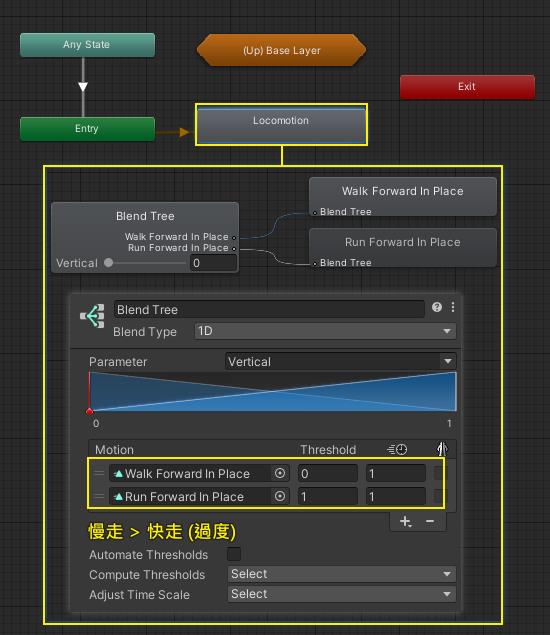 Any State
(Up) Base Layer
Exit
Entry
Locomotion
Walk Forward In Place
Blend Tree
Blend Tree
Walk Forward In Place
Run Forward In Place
Run Forward In Place
Blend Tree
Vertical 0
Blend Tree
Blend Type 1D
Parameter Vertical
0 1
Motion Threshold
Walk Forward In Place 0 1
Run Forward In Place 1 1
慢走 > 快走 (過度)
Automate Thresholds
Compute Thresholds Select
Adjust Time Scale Select